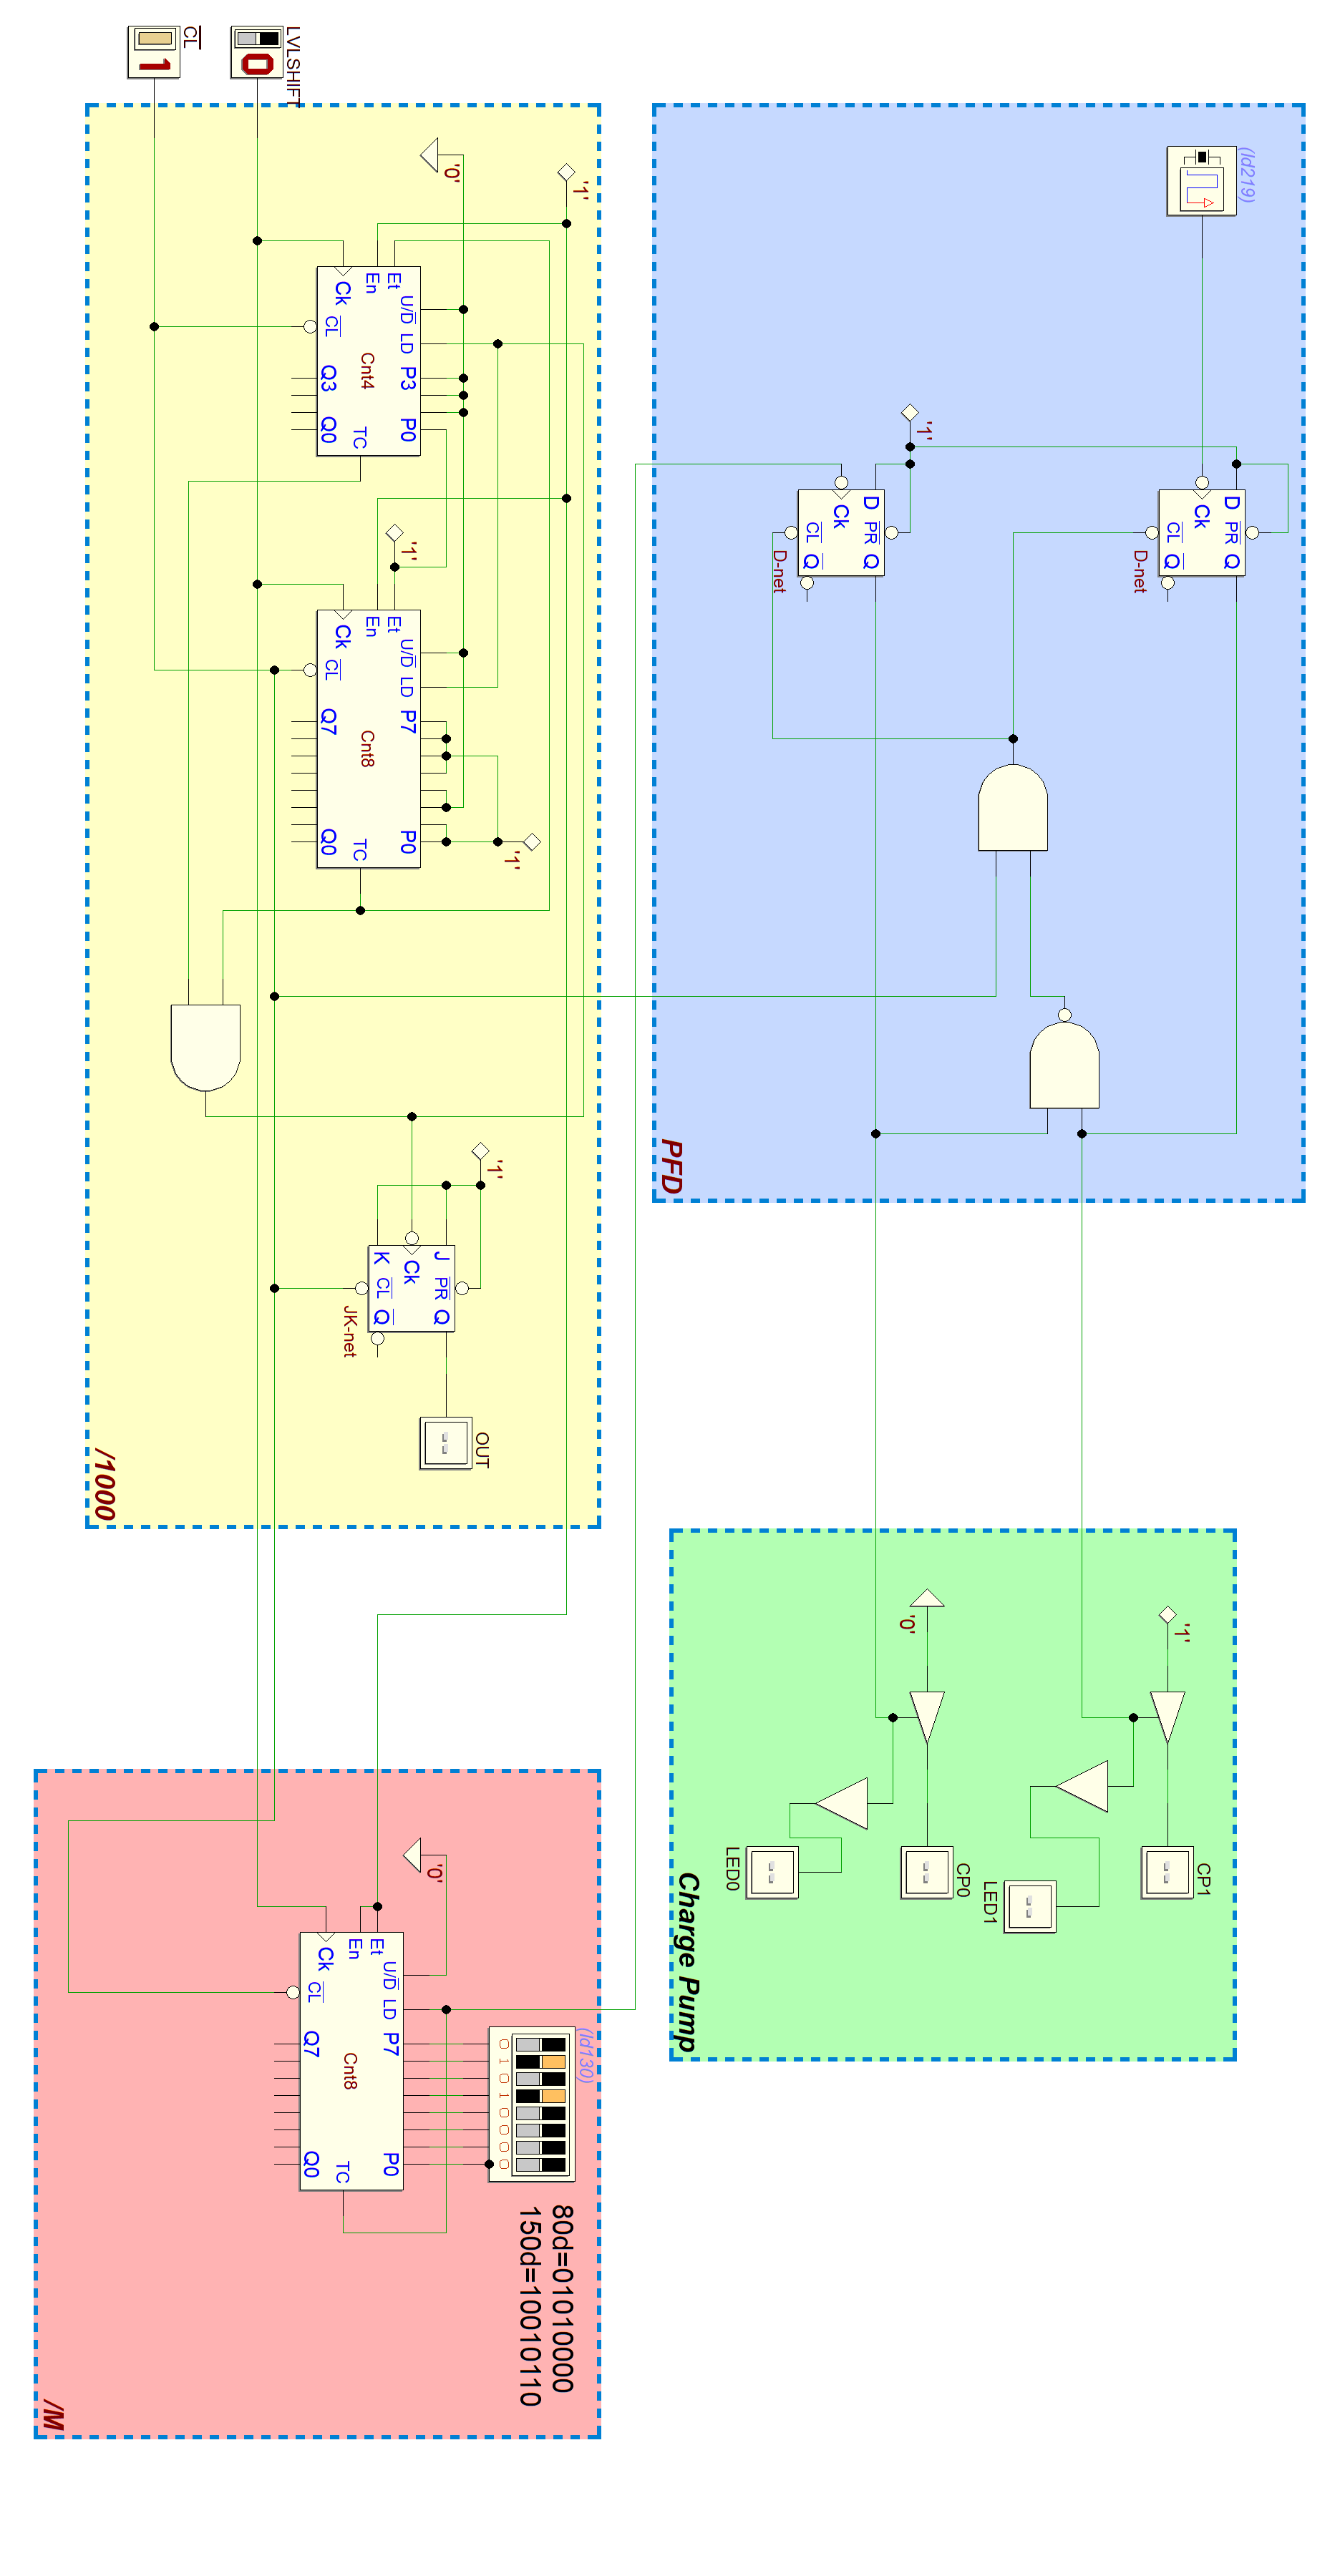 (Id219)
'1'
D
PR
Q
Ck
CL
Q
D-net
'1'
D
PR
Q
Ck
CL
Q
D-net
PFD
'1'
CP1
LED1
'0'
CP0
LED0
Charge Pump
LVLSHIFT
0
CL
1
'1'
'0'
U/D LD P3 P0
Et
En
Cnt4
Ck CL Q3 Q0
TC
'1'
U/D LD P7 P0
Et
En
Cnt8
Ck CL Q7 Q0
TC
'1'
'1'
J PR Q
Ck
K CL Q
JK-net
OUT
/1000
'0'
(Id130)
0 1 0 1 0 0 0 0
U/D LD P7 P0
Et
En
Cnt8
Ck CL Q7 Q0
TC
80d=01010000
150d=10010110
/M